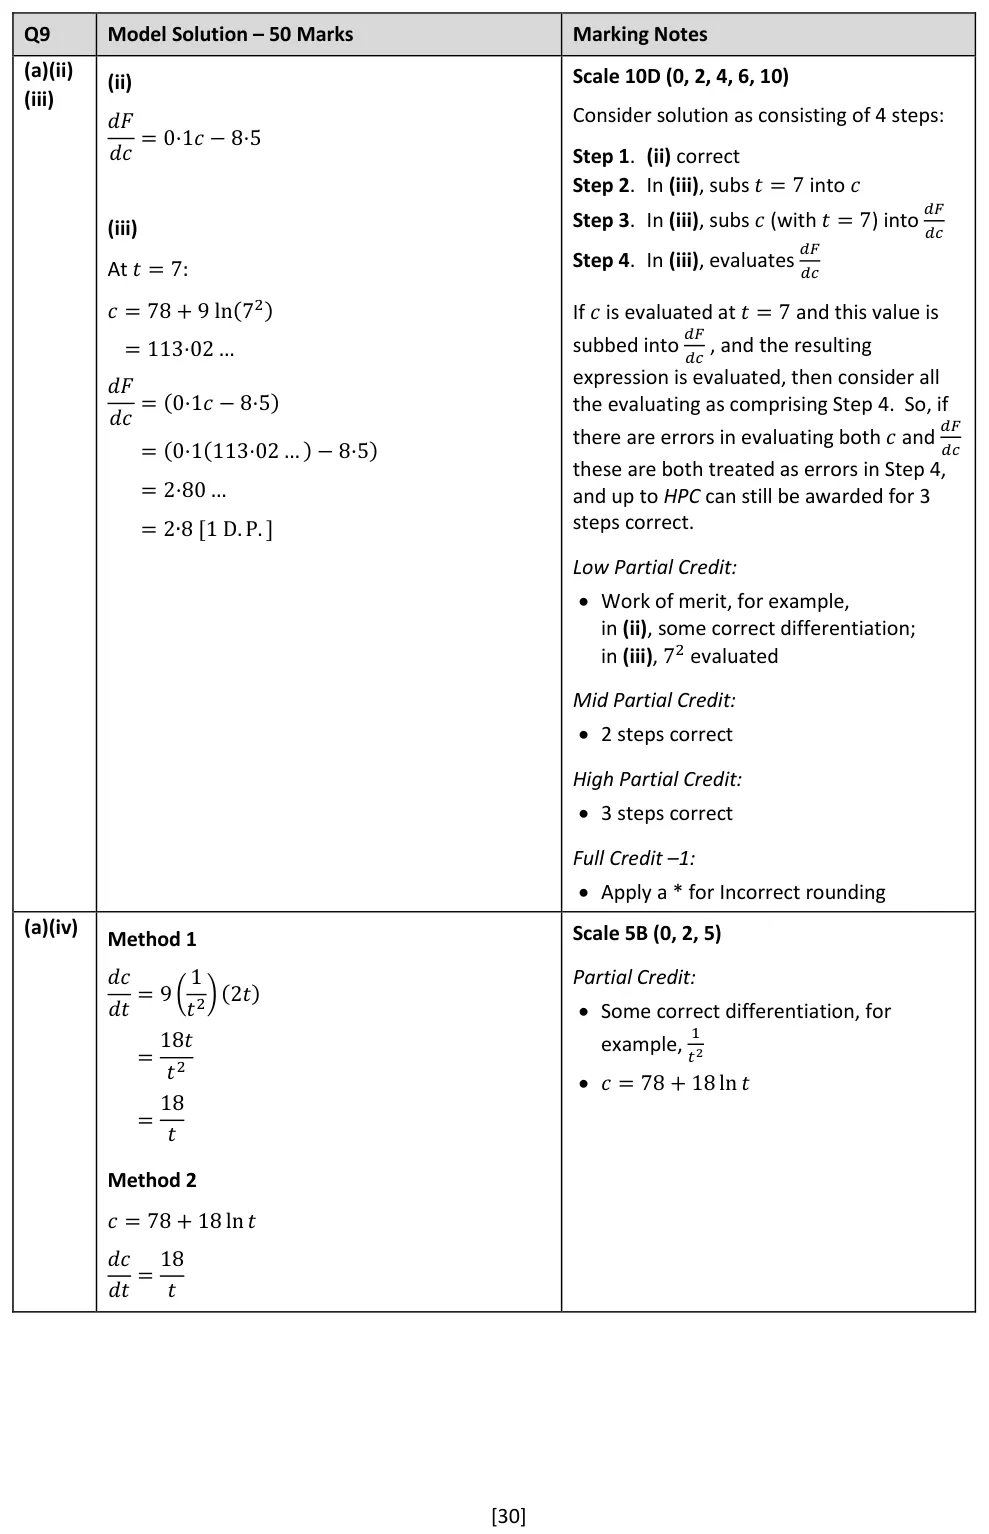 Q9 Model Solution – 50 Marks Marking Notes
(a)(ii)
(iii)
(ii)
dF/dc = 0·1c − 8·5
(iii)
At t = 7:
c = 78 + 9 ln(7²)
= 113·02 …
dF/dc = (0·1c − 8·5)
= (0·1(113·02 … ) − 8·5)
= 2·80 …
= 2·8 [1 D.P. ]
Scale 10D (0, 2, 4, 6, 10)
Consider solution as consisting of 4 steps:
Step 1. (ii) correct
Step 2. In (iii), subs t = 7 into c
Step 3. In (iii), subs c (with t = 7) into dF/dc
Step 4. In (iii), evaluates dF/dc
If c is evaluated at t = 7 and this value is
subbed into dF/dc , and the resulting
expression is evaluated, then consider all
the evaluating as comprising Step 4. So, if
there are errors in evaluating both c and dF/dc
these are both treated as errors in Step 4,
and up to HPC can still be awarded for 3
steps correct.
Low Partial Credit:
• Work of merit, for example,
in (ii), some correct differentiation;
in (iii), 7² evaluated
Mid Partial Credit:
• 2 steps correct
High Partial Credit:
• 3 steps correct
Full Credit –1:
• Apply a * for Incorrect rounding
(a)(iv)
Method 1
dc/dt = 9 (1/t²) (2t)
= 18t/t²
= 18/t
Method 2
c = 78 + 18 ln t
dc/dt = 18/t
Scale 5B (0, 2, 5)
Partial Credit:
• Some correct differentiation, for
example, 1/t²
• c = 78 + 18 ln t
[30]